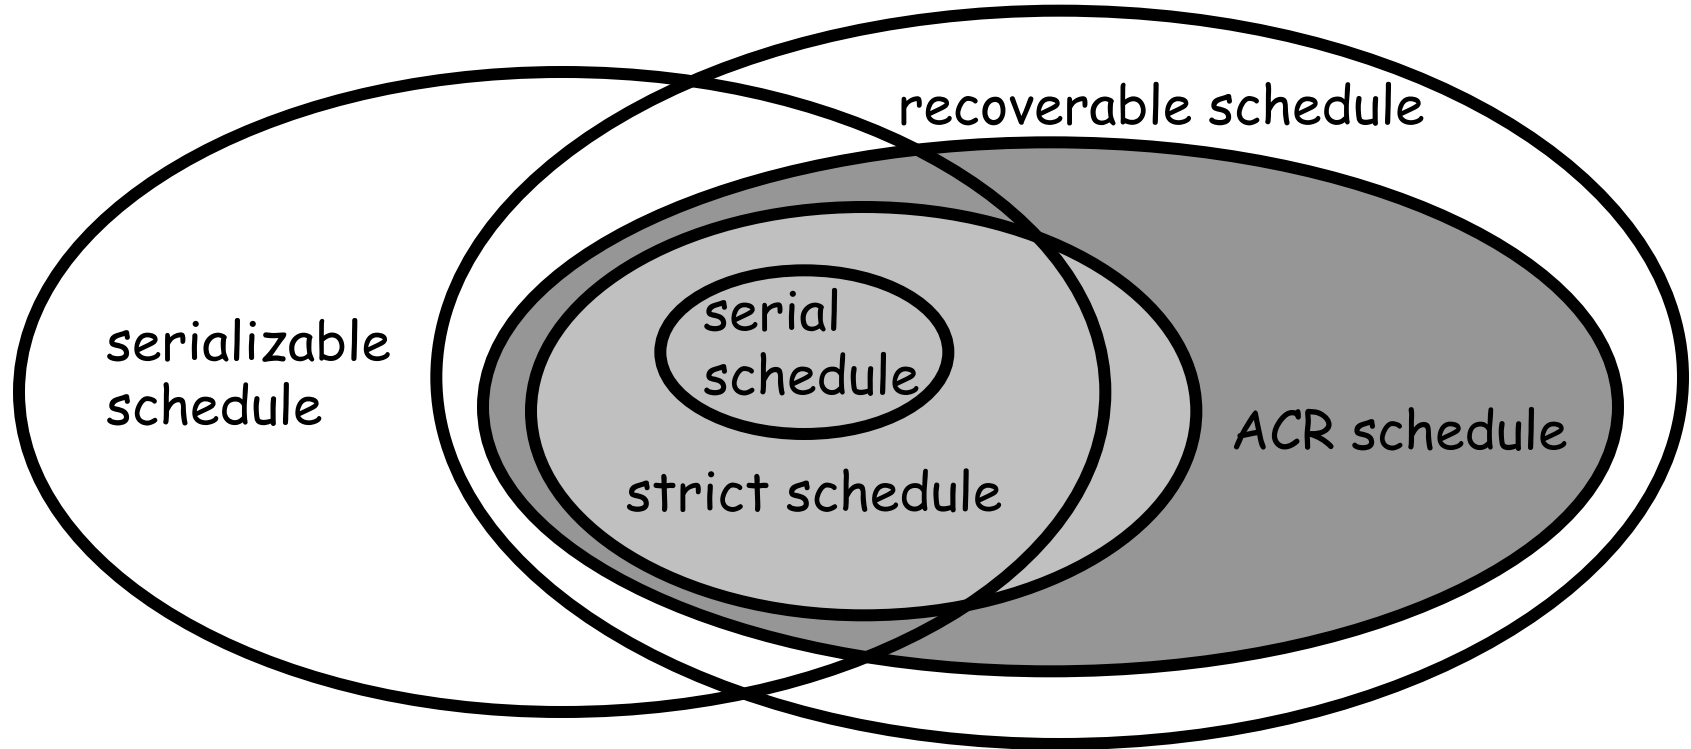 recoverable schedule
serial
schedule
serializable
schedule
ACR schedule
strict schedule